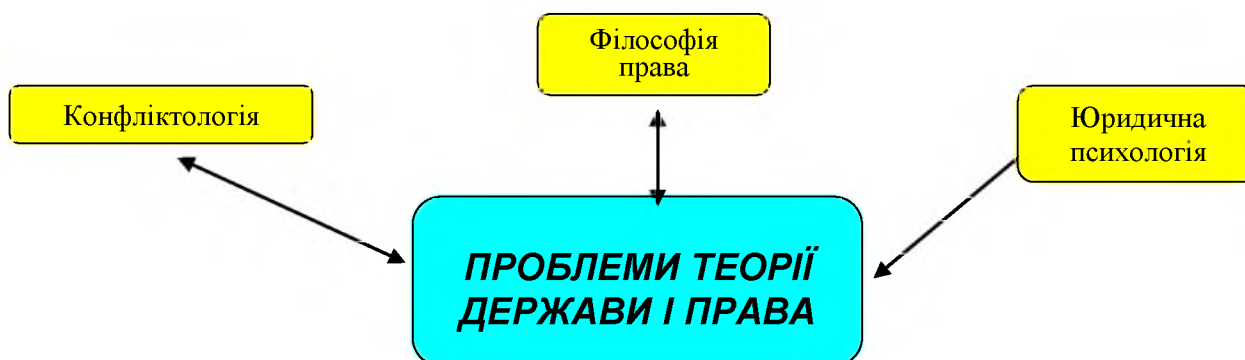 Філософія
права
Конфліктологія
Юридична
психологія
ПРОБЛЕМИ ТЕОРІЇ
ДЕРЖАВИ І ПРАВА